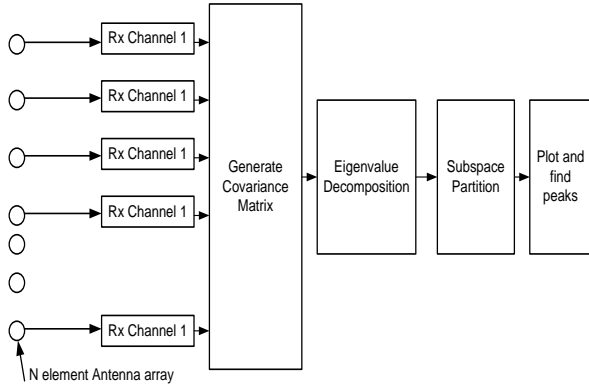 Rx Channel 1
Rx Channel 1
Rx Channel 1
Rx Channel 1
Rx Channel 1
Generate
Covariance
Matrix
Eigenvalue
Decomposition
Subspace
Partition
Plot and
find
peaks
N element Antenna array